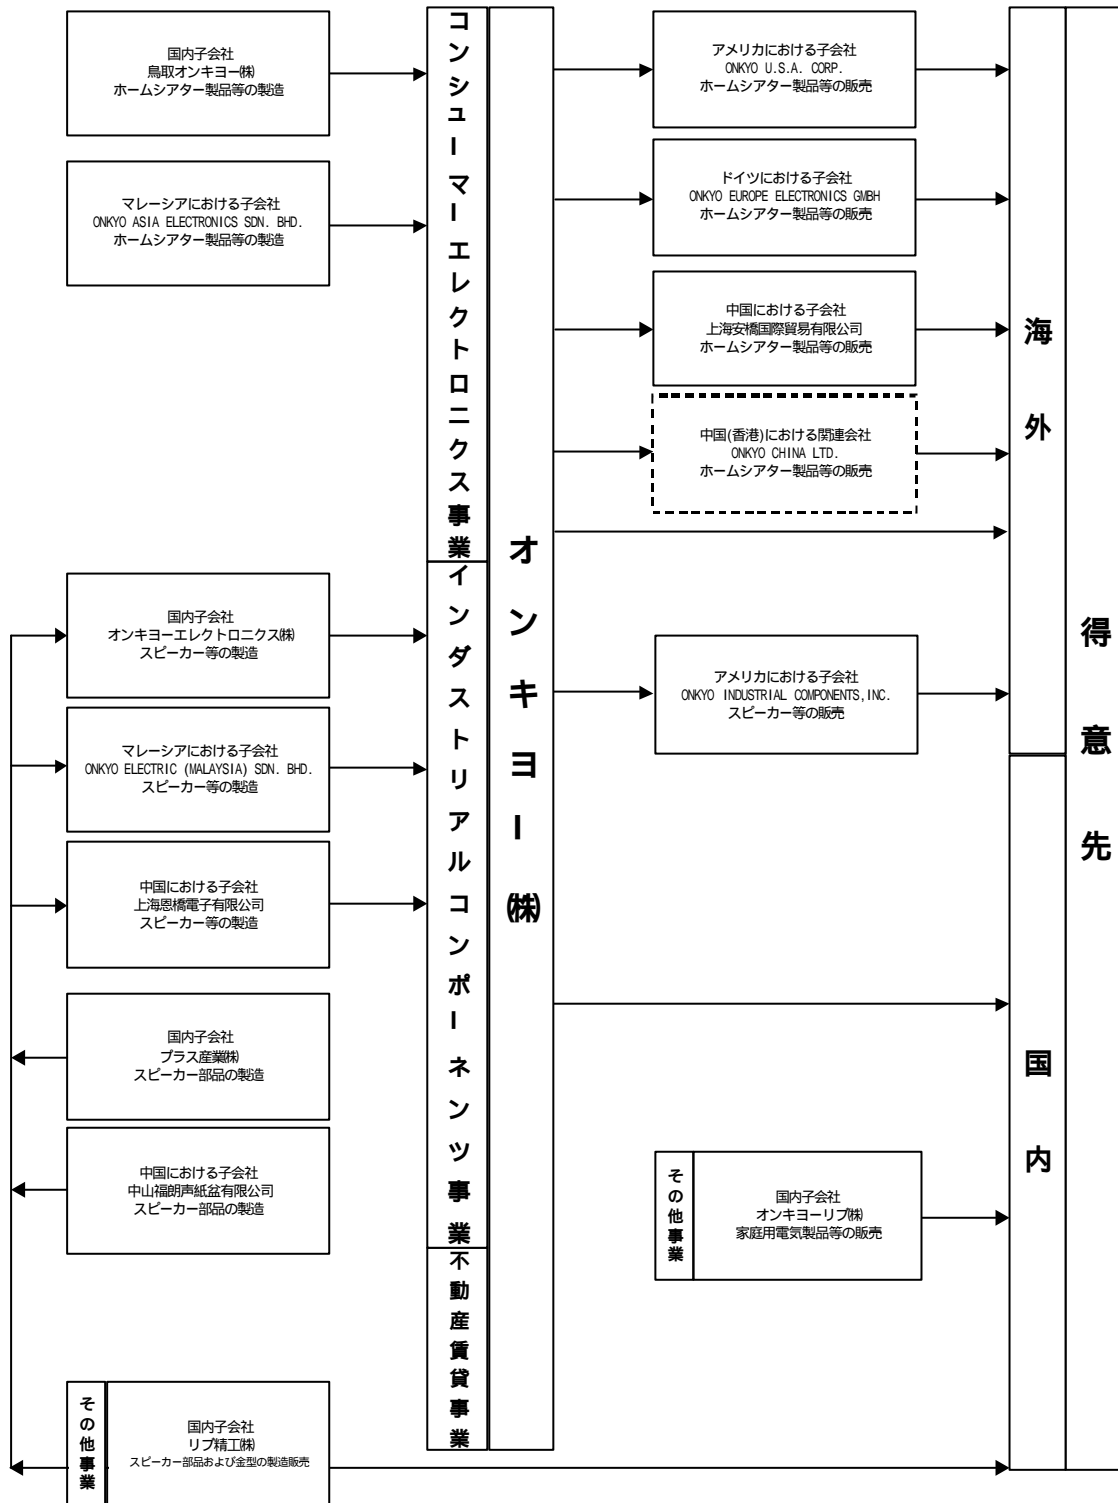 国内子会社
鳥取オンキヨー㈱
ホームシアター製品等の製造
マレーシアにおける子会社
ONKYO ASIA ELECTRONICS SDN. BHD.
ホームシアター製品等の製造
国内子会社
オンキヨーエレクトロニクス㈱
スピーカー等の製造
マレーシアにおける子会社
ONKYO ELECTRIC (MALAYSIA) SDN. BHD.
スピーカー等の製造
中国における子会社
上海恩橋電子有限公司
スピーカー等の製造
国内子会社
プラス産業㈱
スピーカー部品の製造
中国における子会社
中山福朗声紙盆有限公司
スピーカー部品の製造
その他事業
国内子会社
リブ精工㈱
スピーカー部品および金型の製造販売
コンシューマーエレクトロニクス事業
インダストリアルコンポーネンツ事業
不動産賃貸事業
オンキヨー㈱
アメリカにおける子会社
ONKYO U.S.A. CORP.
ホームシアター製品等の販売
ドイツにおける子会社
ONKYO EUROPE ELECTRONICS GMBH
ホームシアター製品等の販売
中国における子会社
上海安橋国際貿易有限公司
ホームシアター製品等の販売
中国(香港)における関連会社
ONKYO CHINA LTD.
ホームシアター製品等の販売
アメリカにおける子会社
ONKYO INDUSTRIAL COMPONENTS,INC.
スピーカー等の販売
その他事業
国内子会社
オンキヨーリブ㈱
家庭用電気製品等の販売
海外
国内
得意先